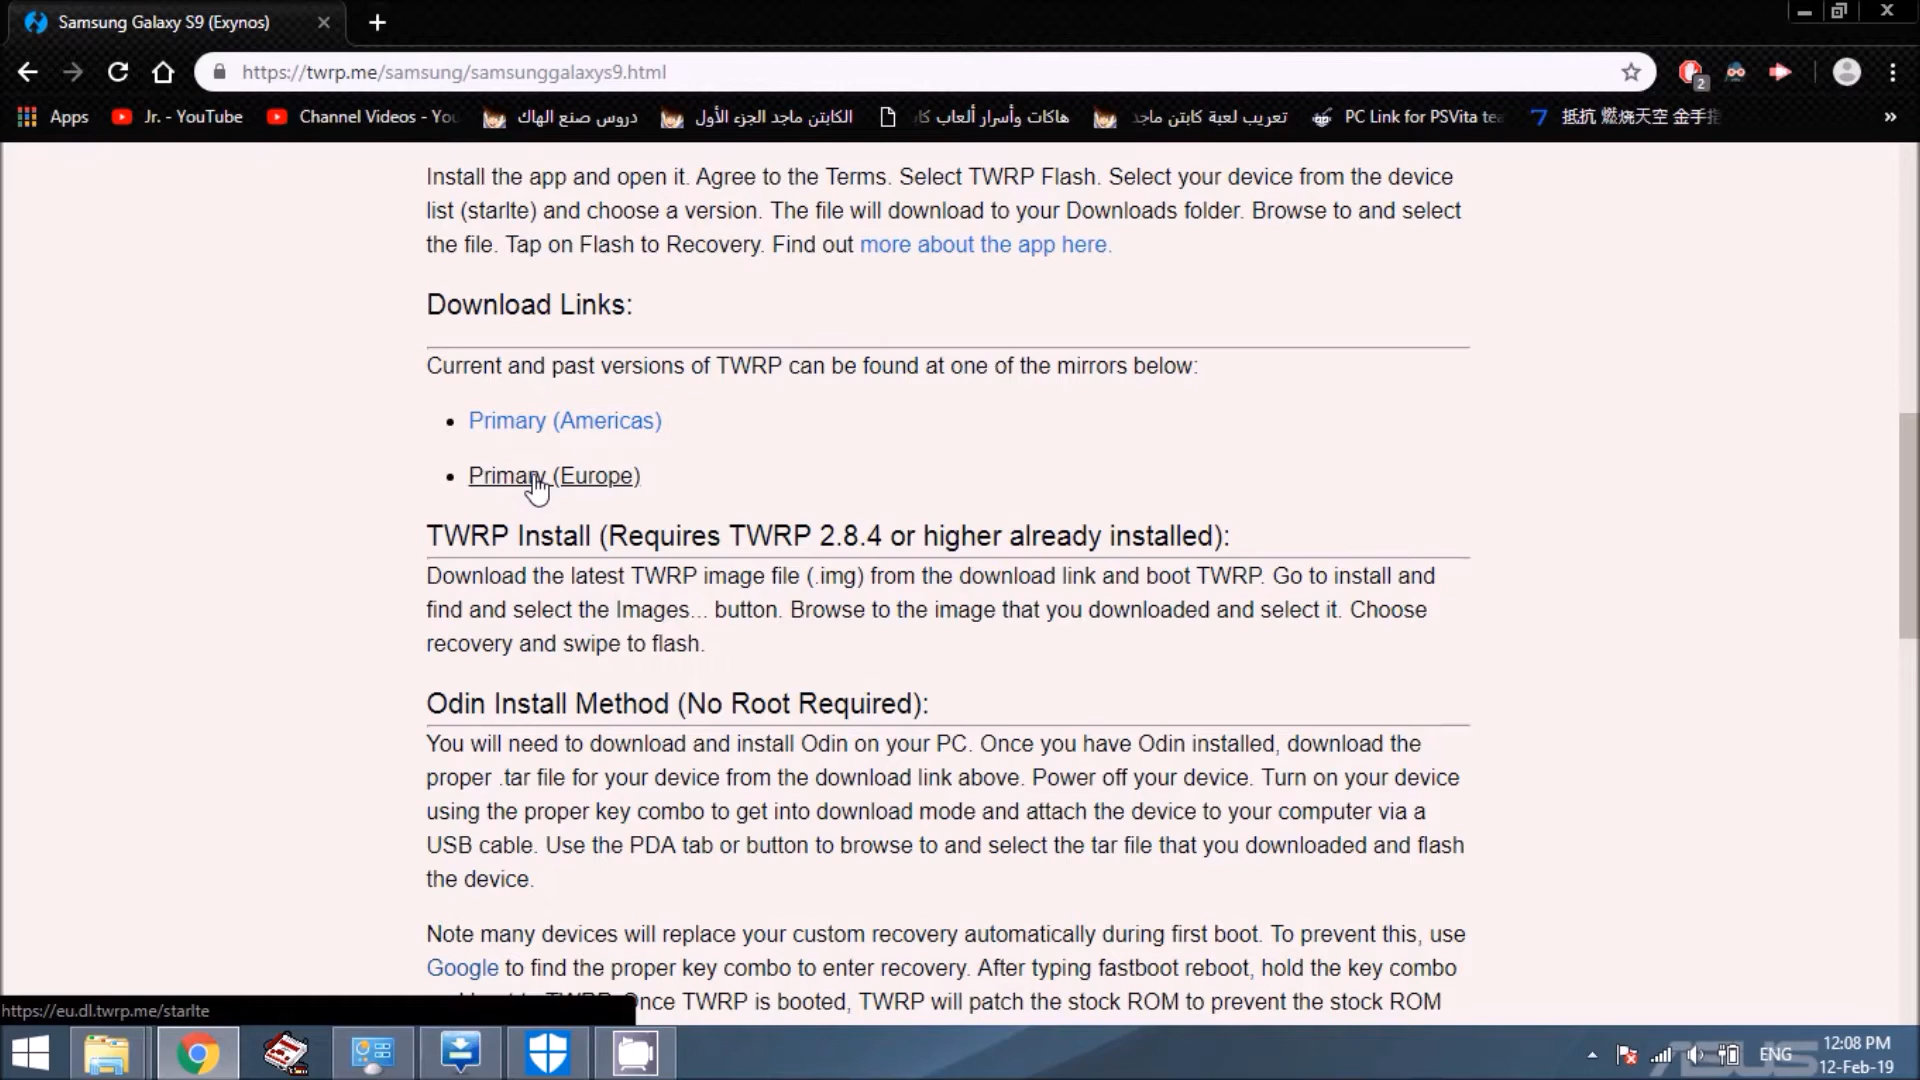 Samsung Galaxy S9 (Exynos)
https://twrp.me/samsung/samsunggalaxys9.html
2
Apps
Jr. - YouTube
Channel Videos - You
دروس صنع الهاك
الكابتن ماجد الجزء الأول
هاكات وأسرار ألعاب كا
تعريب لعبة كابتن ماجد
PC Link for PSVita tea
抵抗 燃烧天空 金手指
Install the app and open it. Agree to the Terms. Select TWRP Flash. Select your device from the device
list (starlte) and choose a version. The file will download to your Downloads folder. Browse to and select
the file. Tap on Flash to Recovery. Find out more about the app here.
Download Links:
Current and past versions of TWRP can be found at one of the mirrors below:
Primary (Americas)
Primary (Europe)
TWRP Install (Requires TWRP 2.8.4 or higher already installed):
Download the latest TWRP image file (.img) from the download link and boot TWRP. Go to install and
find and select the Images... button. Browse to the image that you downloaded and select it. Choose
recovery and swipe to flash.
Odin Install Method (No Root Required):
You will need to download and install Odin on your PC. Once you have Odin installed, download the
proper .tar file for your device from the download link above. Power off your device. Turn on your device
using the proper key combo to get into download mode and attach the device to your computer via a
USB cable. Use the PDA tab or button to browse to and select the tar file that you downloaded and flash
the device.
Note many devices will replace your custom recovery automatically during first boot. To prevent this, use
Google to find the proper key combo to enter recovery. After typing fastboot reboot, hold the key combo
Once TWRP is booted, TWRP will patch the stock ROM to prevent the stock ROM
https://eu.dl.twrp.me/starlte
ENG
12:08 PM
12-Feb-19